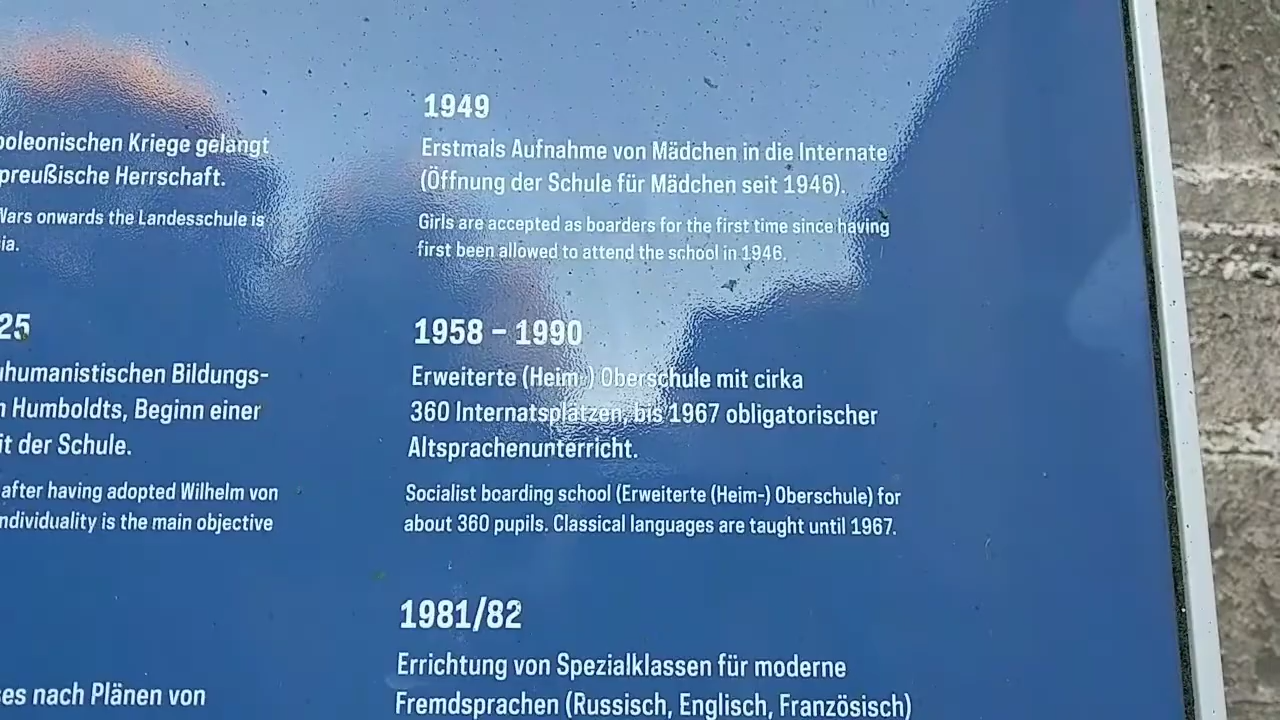 poleonischen Kriege gelangt
preußische Herrschaft.
Wars onwards the Landesschule is
ia.
25
uhumanistischen Bildungs-
n Humboldts, Beginn einer
it der Schule.
after having adopted Wilhelm von
ndividuality is the main objective
ses nach Plänen von
1949
Erstmals Aufnahme von Mädchen in die Internate
(Öffnung der Schule für Mädchen seit 1946).
Girls are accepted as boarders for the first time since having
first been allowed to attend the school in 1946.
1958 – 1990
Erweiterte (Heim-) Oberschule mit cirka
360 Internatsplätzen, bis 1967 obligatorischer
Altsprachenunterricht.
Socialist boarding school (Erweiterte (Heim-) Oberschule) for
about 360 pupils. Classical languages are taught until 1967.
1981/82
Errichtung von Spezialklassen für moderne
Fremdsprachen (Russisch, Englisch, Französisch)